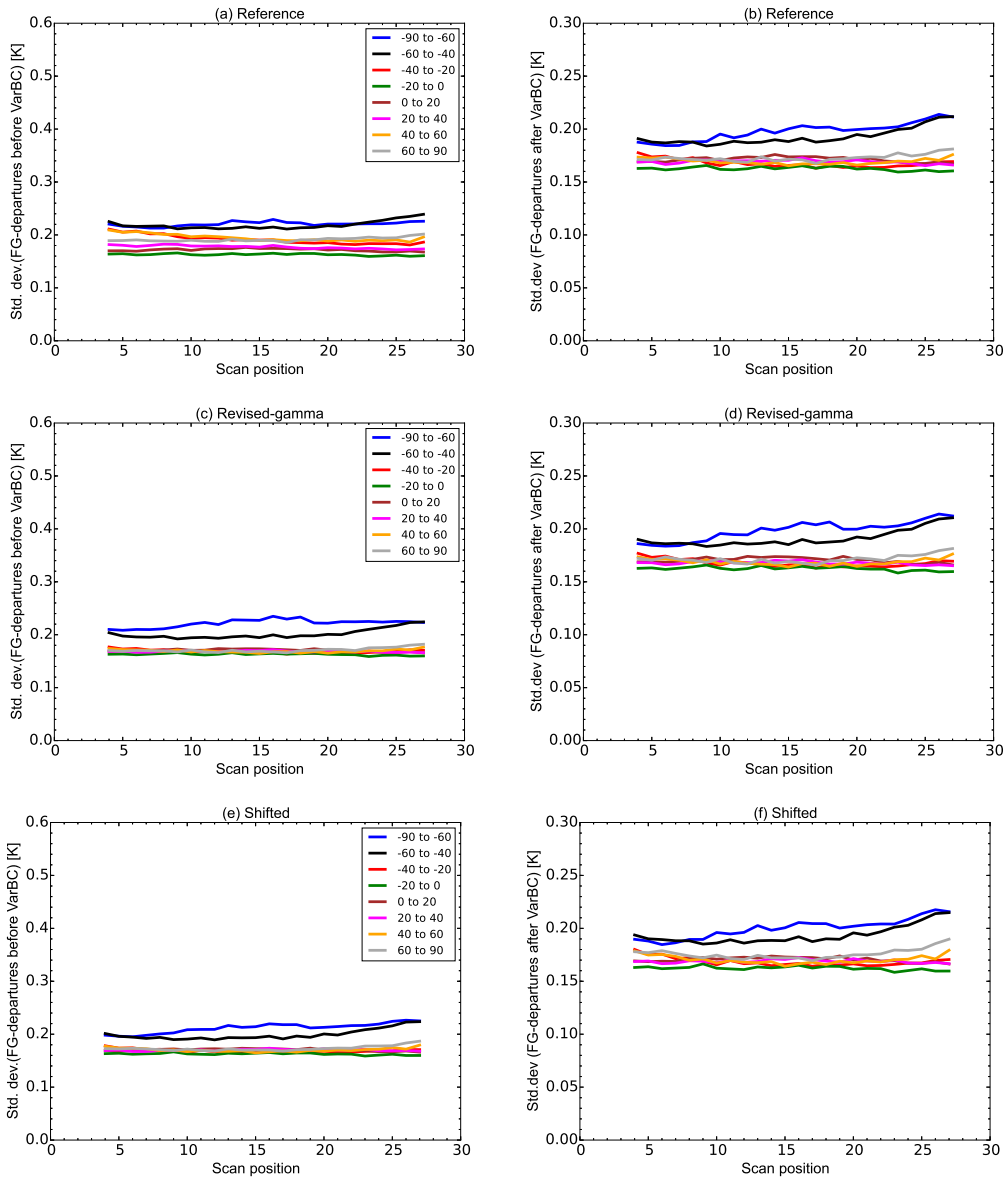 (a) Reference
Std. dev.(FG-departures before VarBC) [K]
0.6
0.5
0.4
0.3
0.2
0.1
0.0
-90 to -60
-60 to -40
-40 to -20
-20 to 0
0 to 20
20 to 40
40 to 60
60 to 90
0 5 10 15 20 25 30
Scan position
(b) Reference
Std.dev (FG-departures after VarBC) [K]
0.30
0.25
0.20
0.15
0.10
0.05
0.00
0 5 10 15 20 25 30
Scan position
(c) Revised-gamma
Std. dev.(FG-departures before VarBC) [K]
0.6
0.5
0.4
0.3
0.2
0.1
0.0
-90 to -60
-60 to -40
-40 to -20
-20 to 0
0 to 20
20 to 40
40 to 60
60 to 90
0 5 10 15 20 25 30
Scan position
(d) Revised-gamma
Std.dev (FG-departures after VarBC) [K]
0.30
0.25
0.20
0.15
0.10
0.05
0.00
0 5 10 15 20 25 30
Scan position
(e) Shifted
Std. dev.(FG-departures before VarBC) [K]
0.6
0.5
0.4
0.3
0.2
0.1
0.0
-90 to -60
-60 to -40
-40 to -20
-20 to 0
0 to 20
20 to 40
40 to 60
60 to 90
0 5 10 15 20 25 30
Scan position
(f) Shifted
Std.dev (FG-departures after VarBC) [K]
0.30
0.25
0.20
0.15
0.10
0.05
0.00
0 5 10 15 20 25 30
Scan position